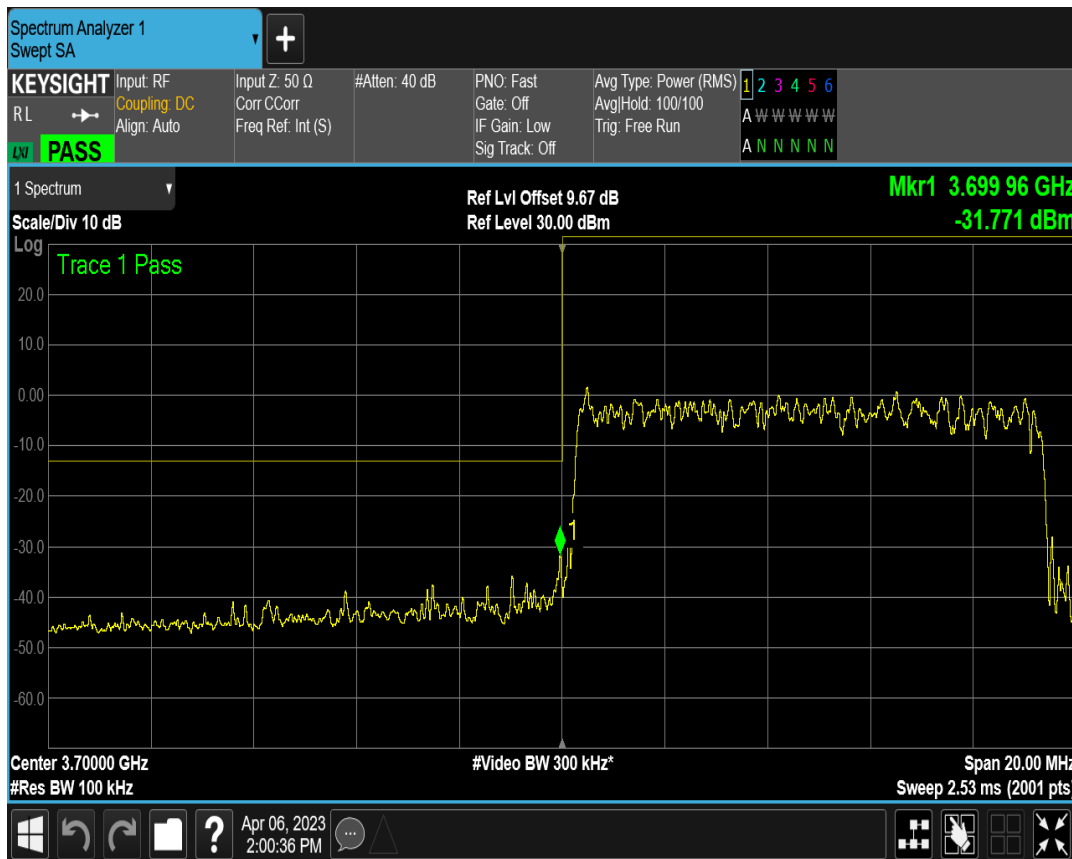 Spectrum Analyzer 1
Swept SA
+
KEYSIGHT
R L
LXI
PASS
Input: RF
Coupling: DC
Align: Auto
Input Z: 50 Ω
Corr CCorr
Freq Ref: Int (S)
#Atten: 40 dB
PNO: Fast
Gate: Off
IF Gain: Low
Sig Track: Off
Avg Type: Power (RMS)
Avg|Hold: 100/100
Trig: Free Run
1 2 3 4 5 6
A W W W W W
A N N N N N
1 Spectrum
Scale/Div 10 dB
Ref Lvl Offset 9.67 dB
Ref Level 30.00 dBm
Mkr1 3.699 96 GHz
-31.771 dBm
Log
Trace 1 Pass
20.0
10.0
0.00
-10.0
-20.0
-30.0
-40.0
-50.0
-60.0
1
Center 3.70000 GHz
#Res BW 100 kHz
#Video BW 300 kHz*
Span 20.00 MHz
Sweep 2.53 ms (2001 pts)
?
Apr 06, 2023
2:00:36 PM